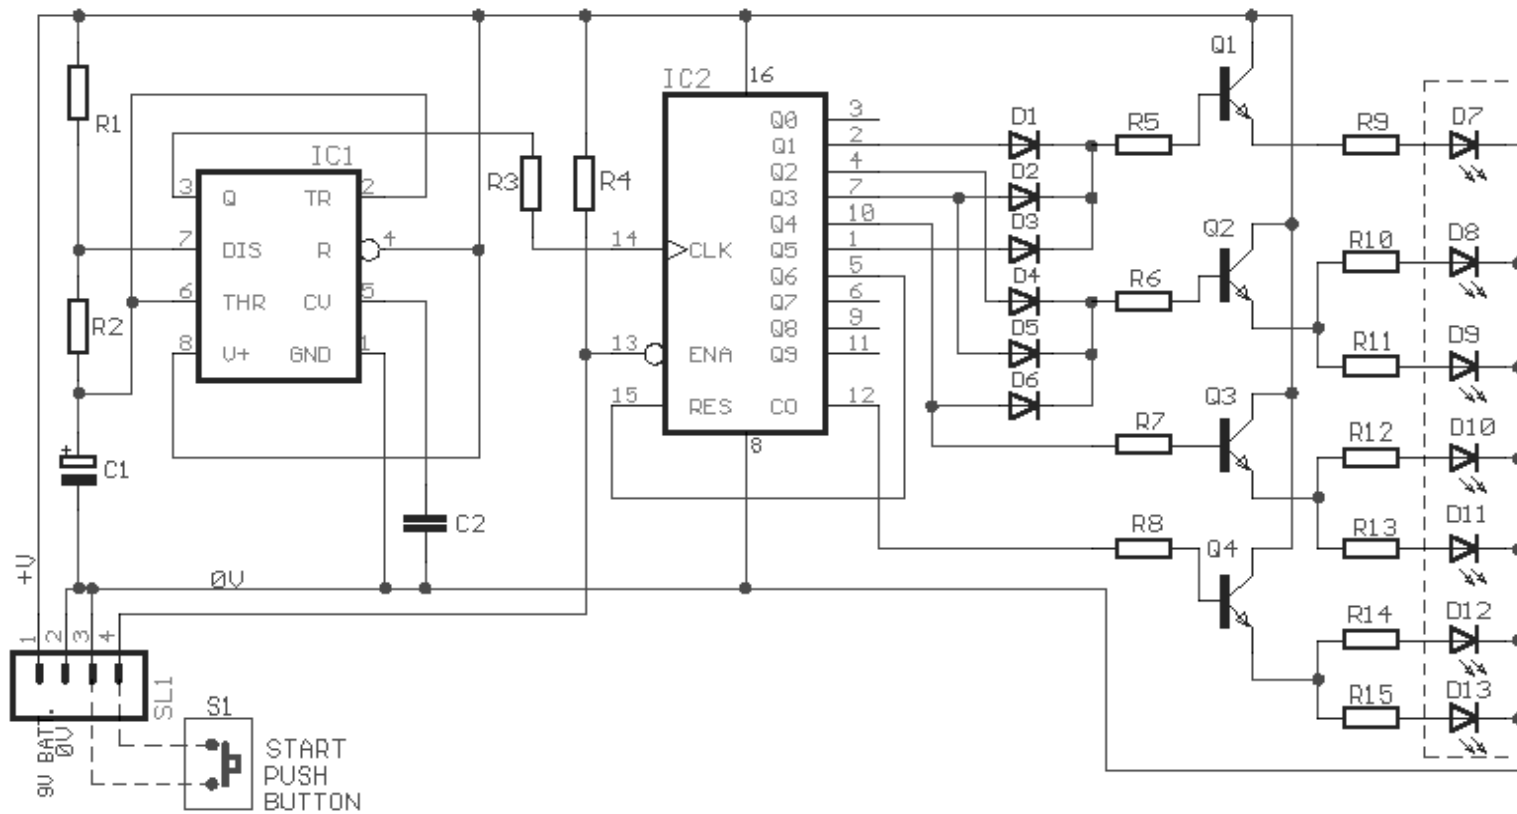 Q1
IC2
16
D1
R5
R9
D7
R1
IC1
R3
R4
3
Q
TR
2
7
DIS
R
4
6
THR
CV
5
8
V+
GND
1
R2
14
CLK
13
ENA
15
RES
CO
12
8
Q0
3
Q1
2
Q2
4
Q3
7
Q4
10
Q5
1
Q6
5
Q7
6
Q8
9
Q9
11
D2
D3
D4
D5
D6
Q2
R6
R10
D8
R11
D9
Q3
R7
R12
D10
R8
Q4
R13
D11
R14
D12
R15
D13
+
C1
C2
+V
0V
1
2
3
4
SL1
9V BATT.
0V
S1
START
PUSH
BUTTON